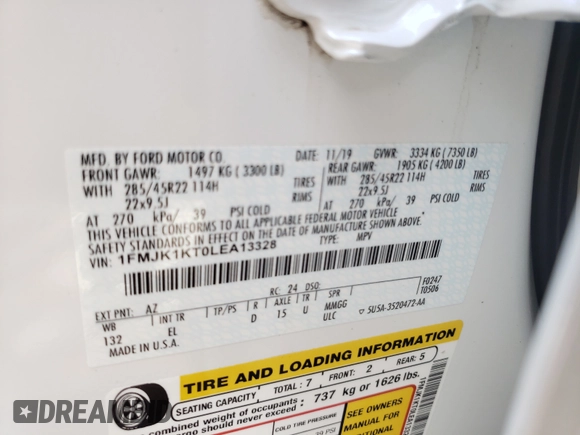 MFD. BY FORD MOTOR CO.
DATE: 11/19 GVWR: 3334 KG (7350 LB)
FRONT GAWR: 1497 KG (3300 LB)
REAR GAWR: 1905 KG (4200 LB)
WITH 285/45R22 114H TIRES
WITH 285/45R22 114H TIRES
22x9.5J RIMS
22x9.5J RIMS
AT 270 kPa/ 39 PSI COLD
AT 270 kPa/ 39 PSI COLD
THIS VEHICLE CONFORMS TO ALL APPLICABLE FEDERAL MOTOR VEHICLE
SAFETY STANDARDS IN EFFECT ON THE DATE OF MANUFACTURE SHOWN ABOVE.
VIN: 1FMJK1KT0LEA13328
TYPE: MPV
EXT PNT: AZ RC: 24 DSO: F0247
T0506
WB INT TR TP/PS R AXLE TR SPR
132 EL D 15 U MMGG
MADE IN U.S.A. ULC SUSA-3520472-AA
TIRE AND LOADING INFORMATION
SEATING CAPACITY TOTAL: 7 FRONT: 2 REAR: 5
combined weight of occupants
cargo should never exceed: 737 kg or 1626 lbs.
COLD TIRE PRESSURE
SEE OWNERS
MANUAL FOR
ADDITIONAL
DREAM